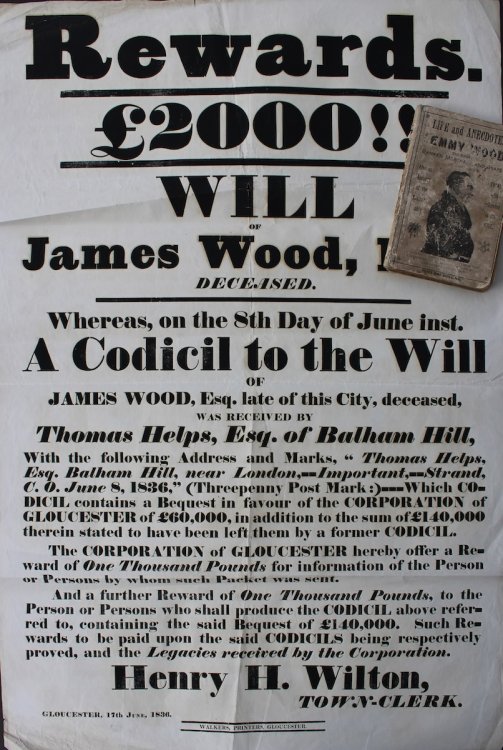 Rewards.
£2000!!
WILL
OF
James Wood,
DECEASED.
Whereas, on the 8th Day of June inst.
A Codicil to the Will
OF
JAMES WOOD, Esq. late of this City, deceased,
WAS RECEIVED BY
Thomas Helps, Esq. of Balham Hill,
With the following Address and Marks, " Thomas Helps,
Esq. Balham Hill, near London,--Important,--Strand,
C. O. June 8, 1836," (Threepenny Post Mark:)---Which CO-
DICIL contains a Bequest in favour of the CORPORATION of
GLOUCESTER of £60,000, in addition to the sum of £140,000
therein stated to have been left them by a former CODICIL.
The CORPORATION of GLOUCESTER hereby offer a Re-
ward of One Thousand Pounds for information of the Person
or Persons by whom such Packet was sent.
And a further Reward of One Thousand Pounds, to the
Person or Persons who shall produce the CODICIL above refer-
red to, containing the said Bequest of £140,000. Such Re-
wards to be paid upon the said CODICILS being respectively
proved, and the Legacies received by the Corporation.
Henry H. Wilton,
TOWN-CLERK.
GLOUCESTER, 17th June, 1836.
WALKERS, PRINTERS, GLOUCESTER.
LIFE and ANECDOTES
EMMY WOOD